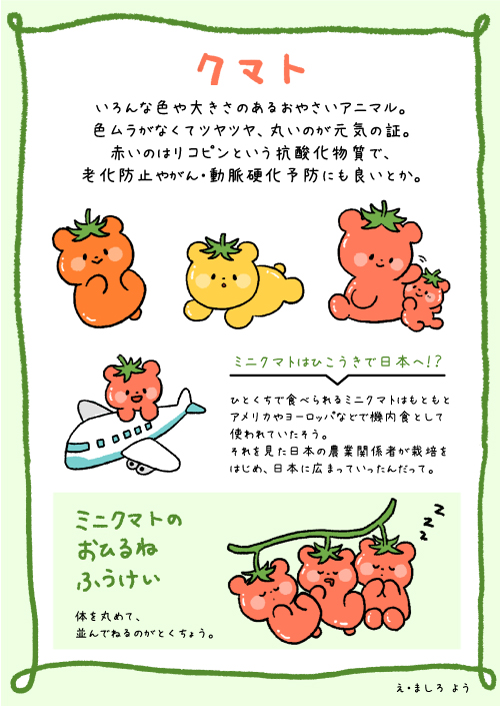 クマト
いろんな色や大きさのあるおやさいアニマル。
色ムラがなくてツヤツヤ、丸いのが元気の証。
赤いのはリコピンという抗酸化物質で、
老化防止やがん・動脈硬化予防にも良いとか。
ミニクマトはひこうきで日本へ!?
ひとくちで食べられるミニクマトはもともと
アメリカやヨーロッパなどで機内食として
使われていたそう。
それを見た日本の農業関係者が栽培を
はじめ、日本に広まっていったんだって。
ミニクマトの
おひるね
ふうけい
zzz
体を丸めて、
並んでねるのがとくちょう。
え・ましろ よう